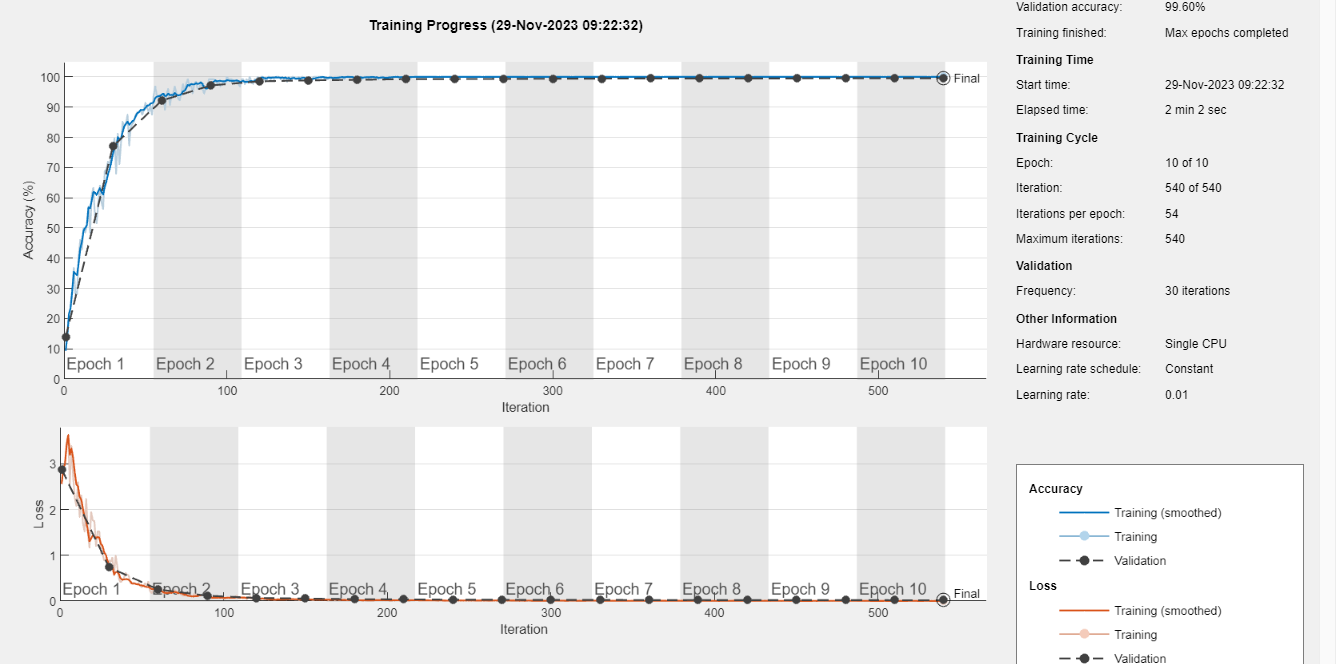 Training Progress (29-Nov-2023 09:22:32)
100
90
80
70
60
50
40
30
20
10
0
Accuracy (%)
Final
Epoch 1 Epoch 2 Epoch 3 Epoch 4 Epoch 5 Epoch 6 Epoch 7 Epoch 8 Epoch 9 Epoch 10
0 100 200 300 400 500
Iteration
3
2
1
0
Loss
Final
Epoch 1 Epoch 2 Epoch 3 Epoch 4 Epoch 5 Epoch 6 Epoch 7 Epoch 8 Epoch 9 Epoch 10
0 100 200 300 400 500
Iteration
Validation accuracy: 99.60%
Training finished: Max epochs completed
Training Time
Start time: 29-Nov-2023 09:22:32
Elapsed time: 2 min 2 sec
Training Cycle
Epoch: 10 of 10
Iteration: 540 of 540
Iterations per epoch: 54
Maximum iterations: 540
Validation
Frequency: 30 iterations
Other Information
Hardware resource: Single CPU
Learning rate schedule: Constant
Learning rate: 0.01
Accuracy
Training (smoothed)
Training
Validation
Loss
Training (smoothed)
Training
Validation